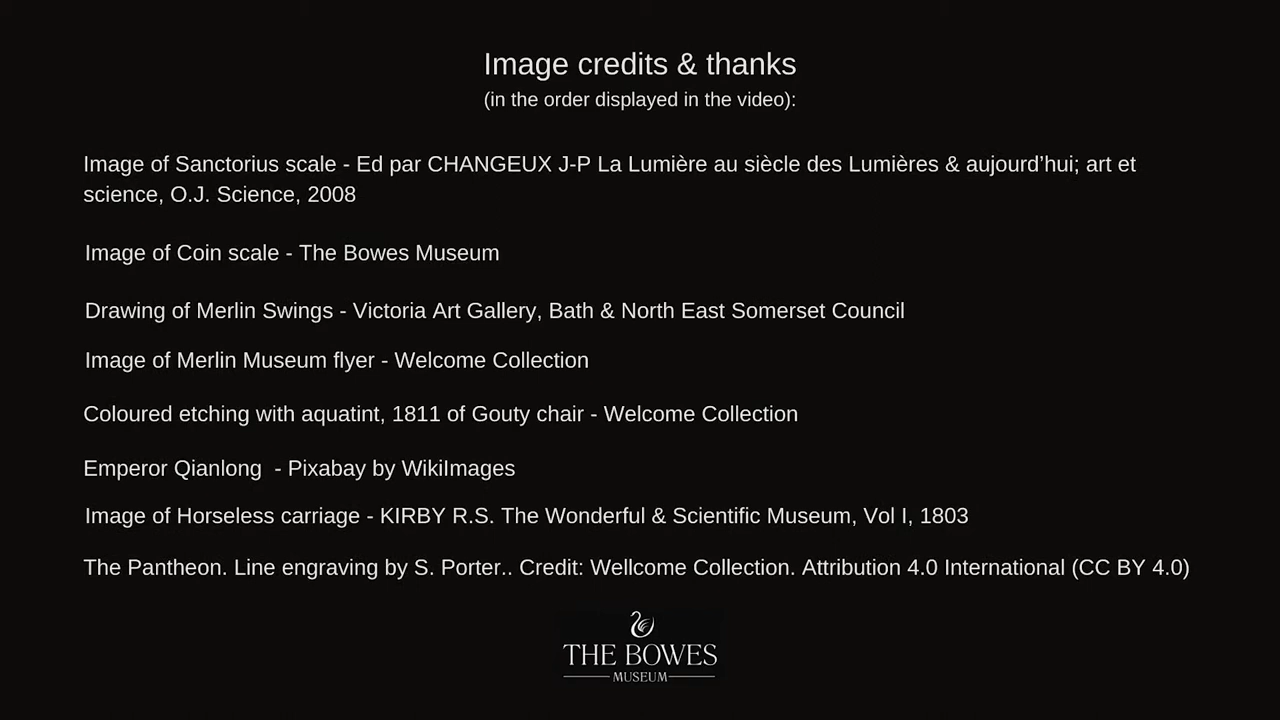 Image credits & thanks
(in the order displayed in the video):
Image of Sanctorius scale - Ed par CHANGEUX J-P La Lumière au siècle des Lumières & aujourd’hui; art et
science, O.J. Science, 2008
Image of Coin scale - The Bowes Museum
Drawing of Merlin Swings - Victoria Art Gallery, Bath & North East Somerset Council
Image of Merlin Museum flyer - Welcome Collection
Coloured etching with aquatint, 1811 of Gouty chair - Welcome Collection
Emperor Qianlong  - Pixabay by WikiImages
Image of Horseless carriage - KIRBY R.S. The Wonderful & Scientific Museum, Vol I, 1803
The Pantheon. Line engraving by S. Porter.. Credit: Wellcome Collection. Attribution 4.0 International (CC BY 4.0)
THE BOWES
MUSEUM